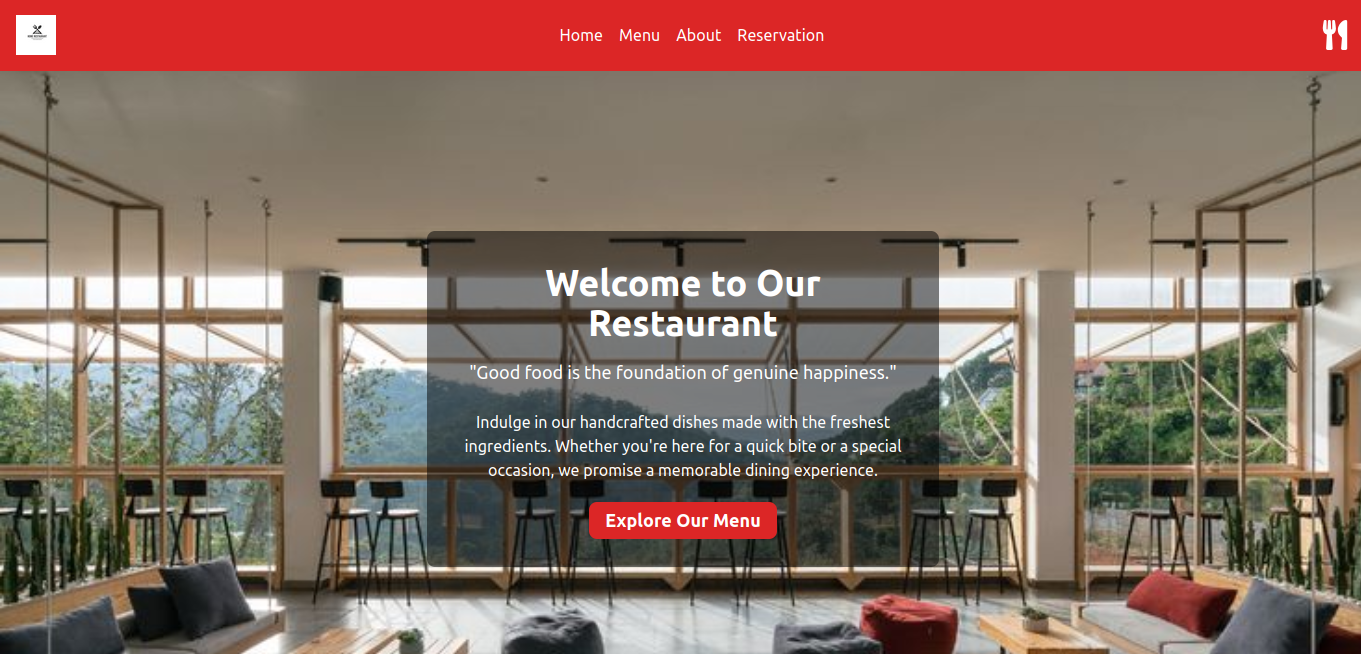 Home Menu About Reservation
Welcome to Our
Restaurant
"Good food is the foundation of genuine happiness."
Indulge in our handcrafted dishes made with the freshest
ingredients. Whether you're here for a quick bite or a special
occasion, we promise a memorable dining experience.
Explore Our Menu